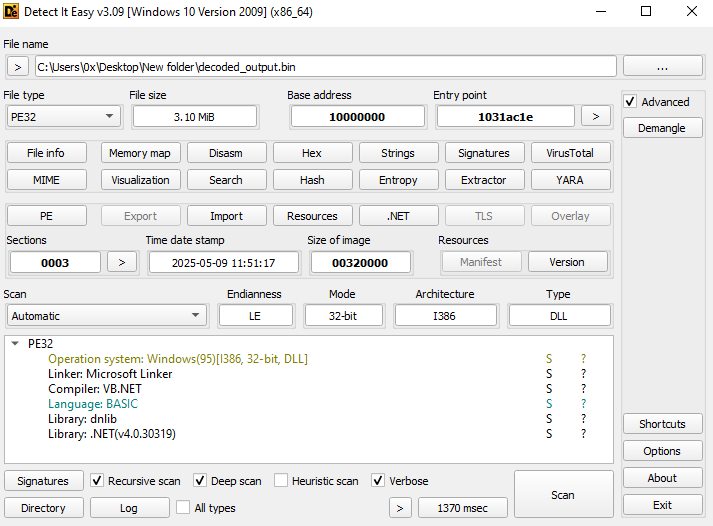 Detect It Easy v3.09 [Windows 10 Version 2009] (x86_64)
File name
> C:\Users\0x\Desktop\New folder\decoded_output.bin ...
File type File size Base address Entry point
Advanced
PE32 3.10 MiB 10000000 1031ac1e >
Demangle
File info Memory map Disasm Hex Strings Signatures VirusTotal
MIME Visualization Search Hash Entropy Extractor YARA
PE Export Import Resources .NET TLS Overlay
Sections Time date stamp Size of image Resources
0003 > 2025-05-09 11:51:17 00320000 Manifest Version
Scan Endianness Mode Architecture Type
Automatic LE 32-bit I386 DLL
PE32
Operation system: Windows(95)[I386, 32-bit, DLL] S ?
Linker: Microsoft Linker S ?
Compiler: VB.NET S ?
Language: BASIC S ?
Library: dnlib S ?
Library: .NET(v4.0.30319) S ?
Shortcuts
Options
Signatures Recursive scan Deep scan Heuristic scan Verbose
Directory Log All types > 1370 msec Scan
About
Exit